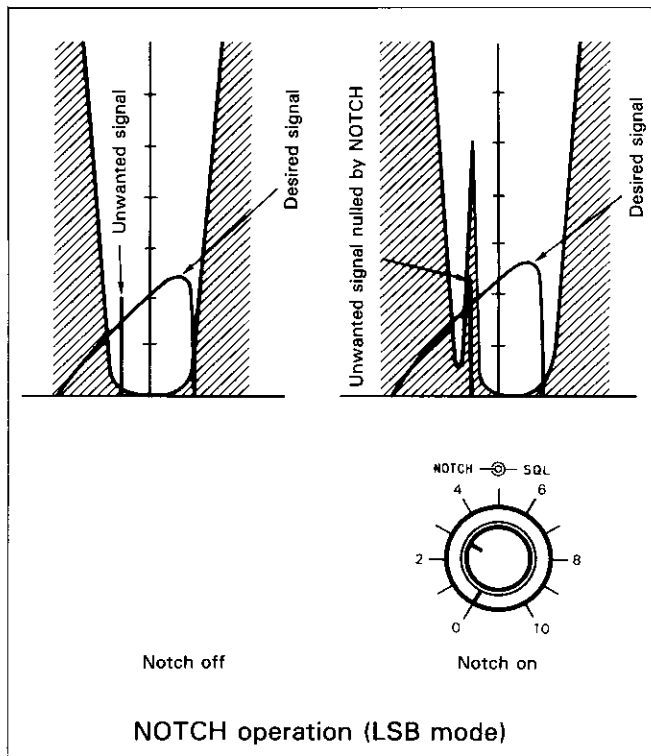 Unwanted signal
Desired signal
Unwanted signal nulled by NOTCH
Desired signal
NOTCH SQL
4 6
2 8
0 10
Notch off Notch on
NOTCH operation (LSB mode)